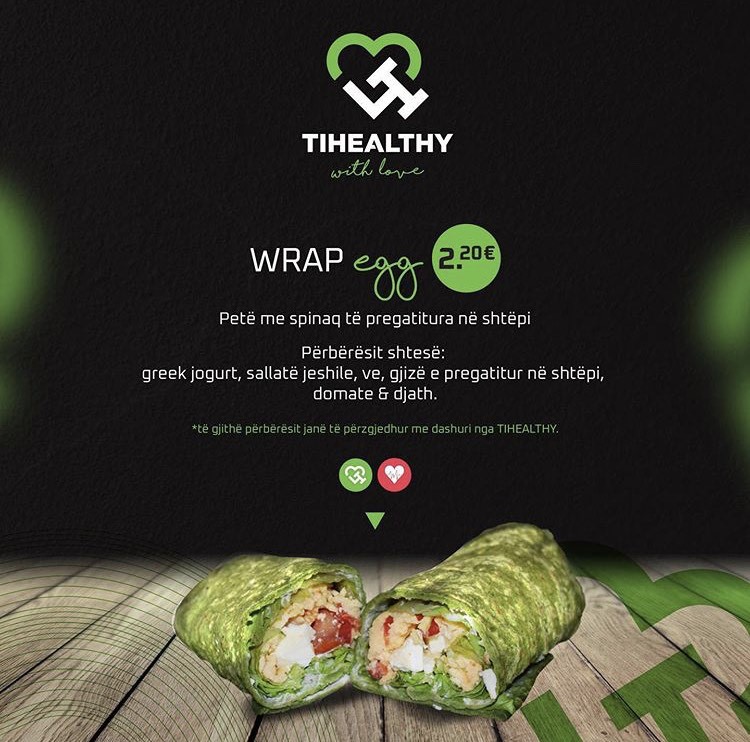 TIHEALTHY
with love
WRAP egg 2.20€
Petë me spinaq të pregatitura në shtëpi
Përbërësit shtesë:
greek jogurt, sallatë jeshile, ve, gjizë e pregatitur në shtëpi,
domate & djath.
*të gjithë përbërësit janë të përzgjedhur me dashuri nga TIHEALTHY.